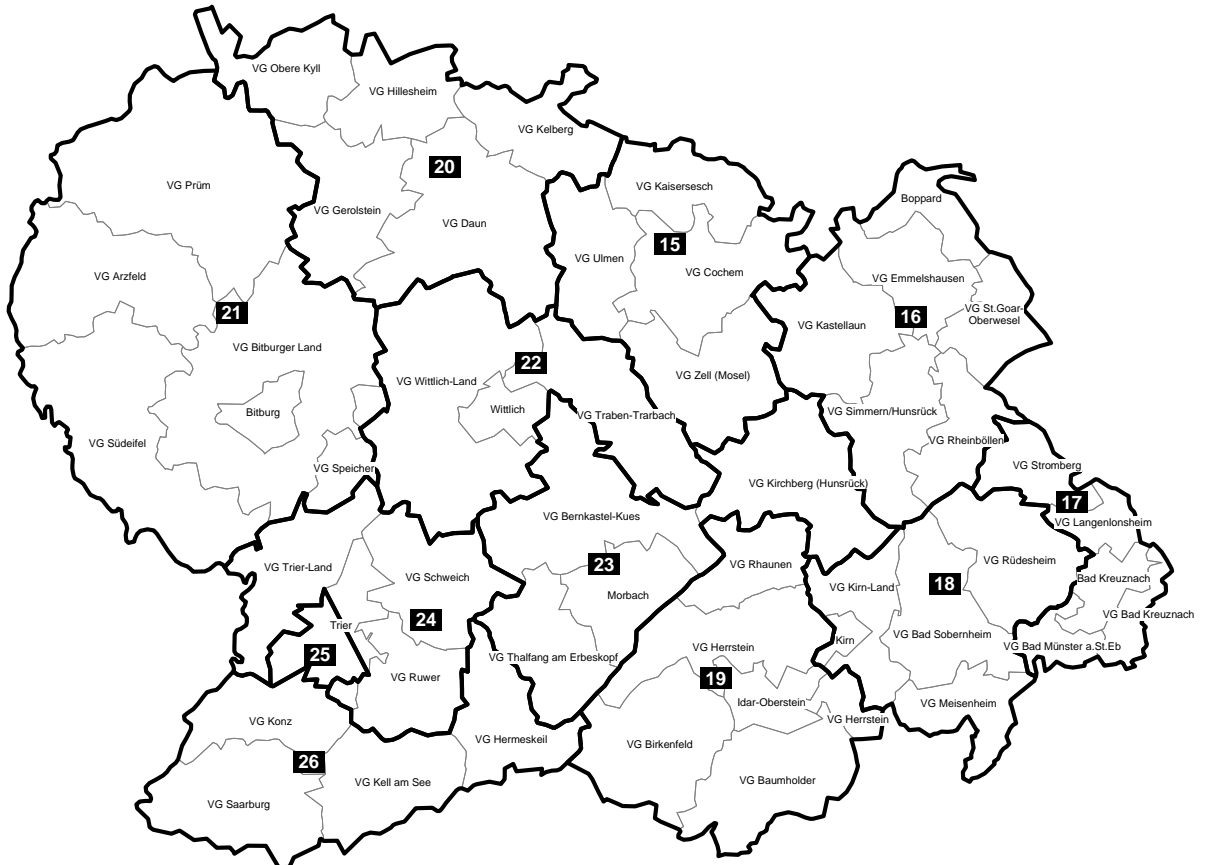 VG Obere Kyll
VG Hillesheim
VG Kelberg
20
VG Prüm
VG Kaisersesch
Boppard
VG Gerolstein
VG Daun
15
VG Ulmen
VG Cochem
VG Arzfeld
VG Emmelshausen
21
16
VG St.Goar-
Oberwesel
VG Kastellaun
VG Bitburger Land
22
VG Zell (Mosel)
VG Wittlich-Land
Wittlich
Bitburg
VG Traben-Trarbach
VG Simmern/Hunsrück
VG Südeifel
VG Rheinböllen
VG Speicher
VG Stromberg
VG Kirchberg (Hunsrück)
17
VG Bernkastel-Kues
VG Langenlonsheim
VG Trier-Land
23
VG Rhaunen
VG Rüdesheim
VG Schweich
Bad Kreuznach
18
VG Kirn-Land
Morbach
24
Trier
VG Bad Kreuznach
VG Bad Sobernheim
Kirn
VG Bad Münster a.St.Eb
25
VG Thalfang am Erbeskopf
VG Herrstein
VG Ruwer
19
Idar-Oberstein
VG Meisenheim
VG Konz
VG Herrstein
VG Hermeskeil
VG Birkenfeld
26
VG Kell am See
VG Baumholder
VG Saarburg